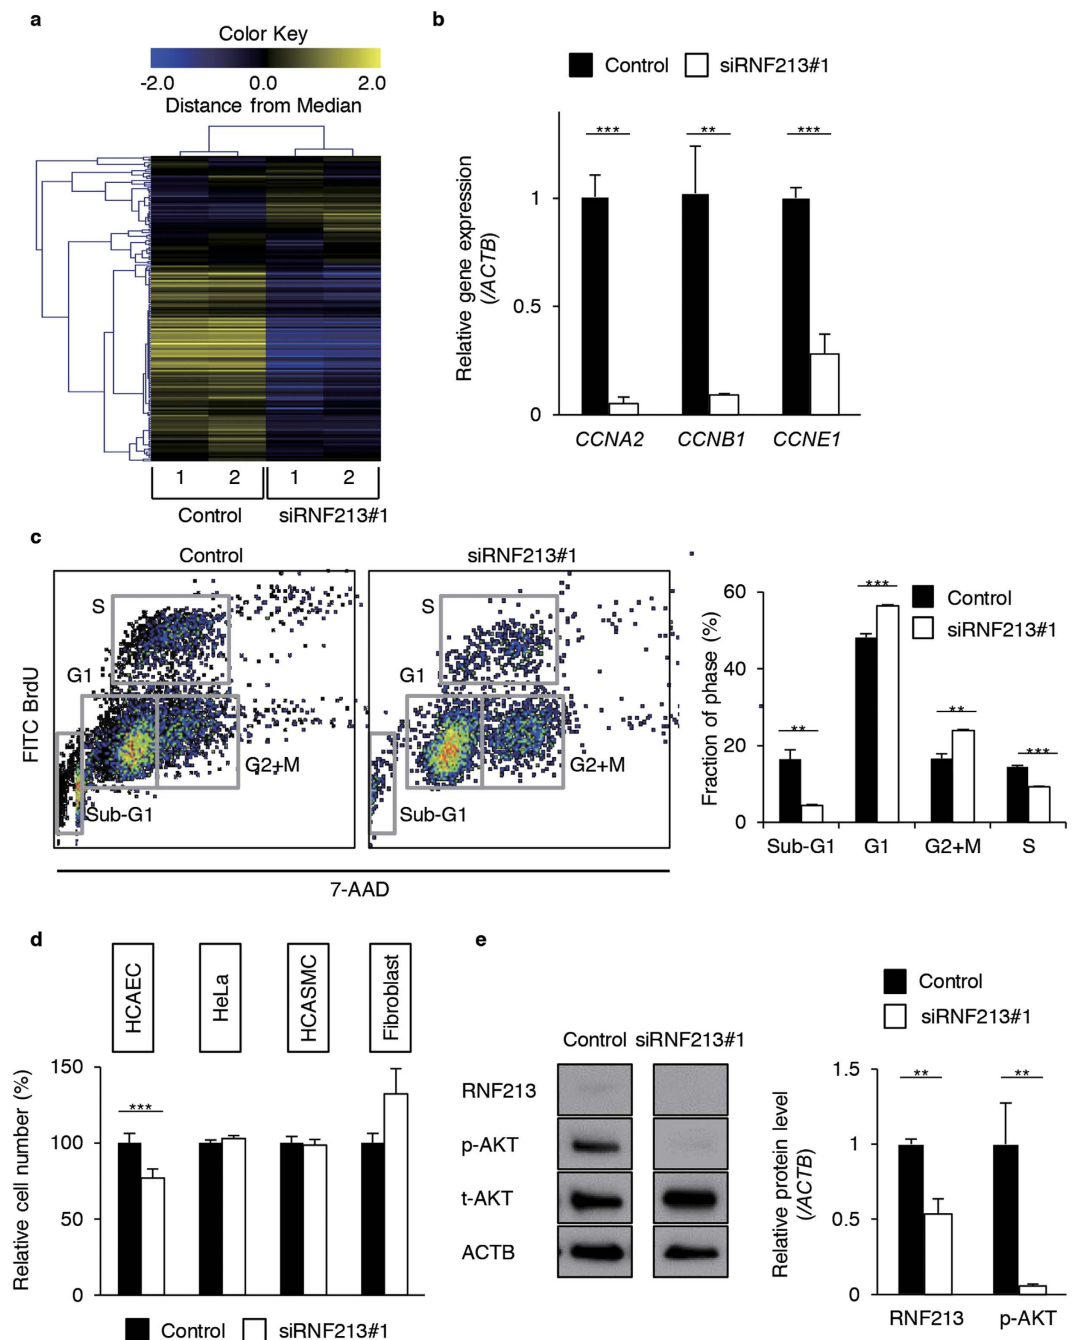 a
Color Key
-2.0 0.0 2.0
Distance from Median
1 2 1 2
Control siRNF213#1
b
Control siRNF213#1
*** ** ***
Relative gene expression
(/ACTB)
1
0.5
0
CCNA2 CCNB1 CCNE1
c
Control siRNF213#1
S
G1
G2+M
Sub-G1
S
G1
G2+M
Sub-G1
FITC BrdU
7-AAD
Fraction of phase (%)
60
40
20
0
Control
siRNF213#1
** *** ** ***
Sub-G1 G1 G2+M S
d
HCAEC HeLa HCASMC Fibroblast
Relative cell number (%)
150
100
50
0
***
Control siRNF213#1
e
Control siRNF213#1
RNF213
p-AKT
t-AKT
ACTB
Control
siRNF213#1
Relative protein level
(/ACTB)
1.5
1
0.5
0
** **
RNF213 p-AKT